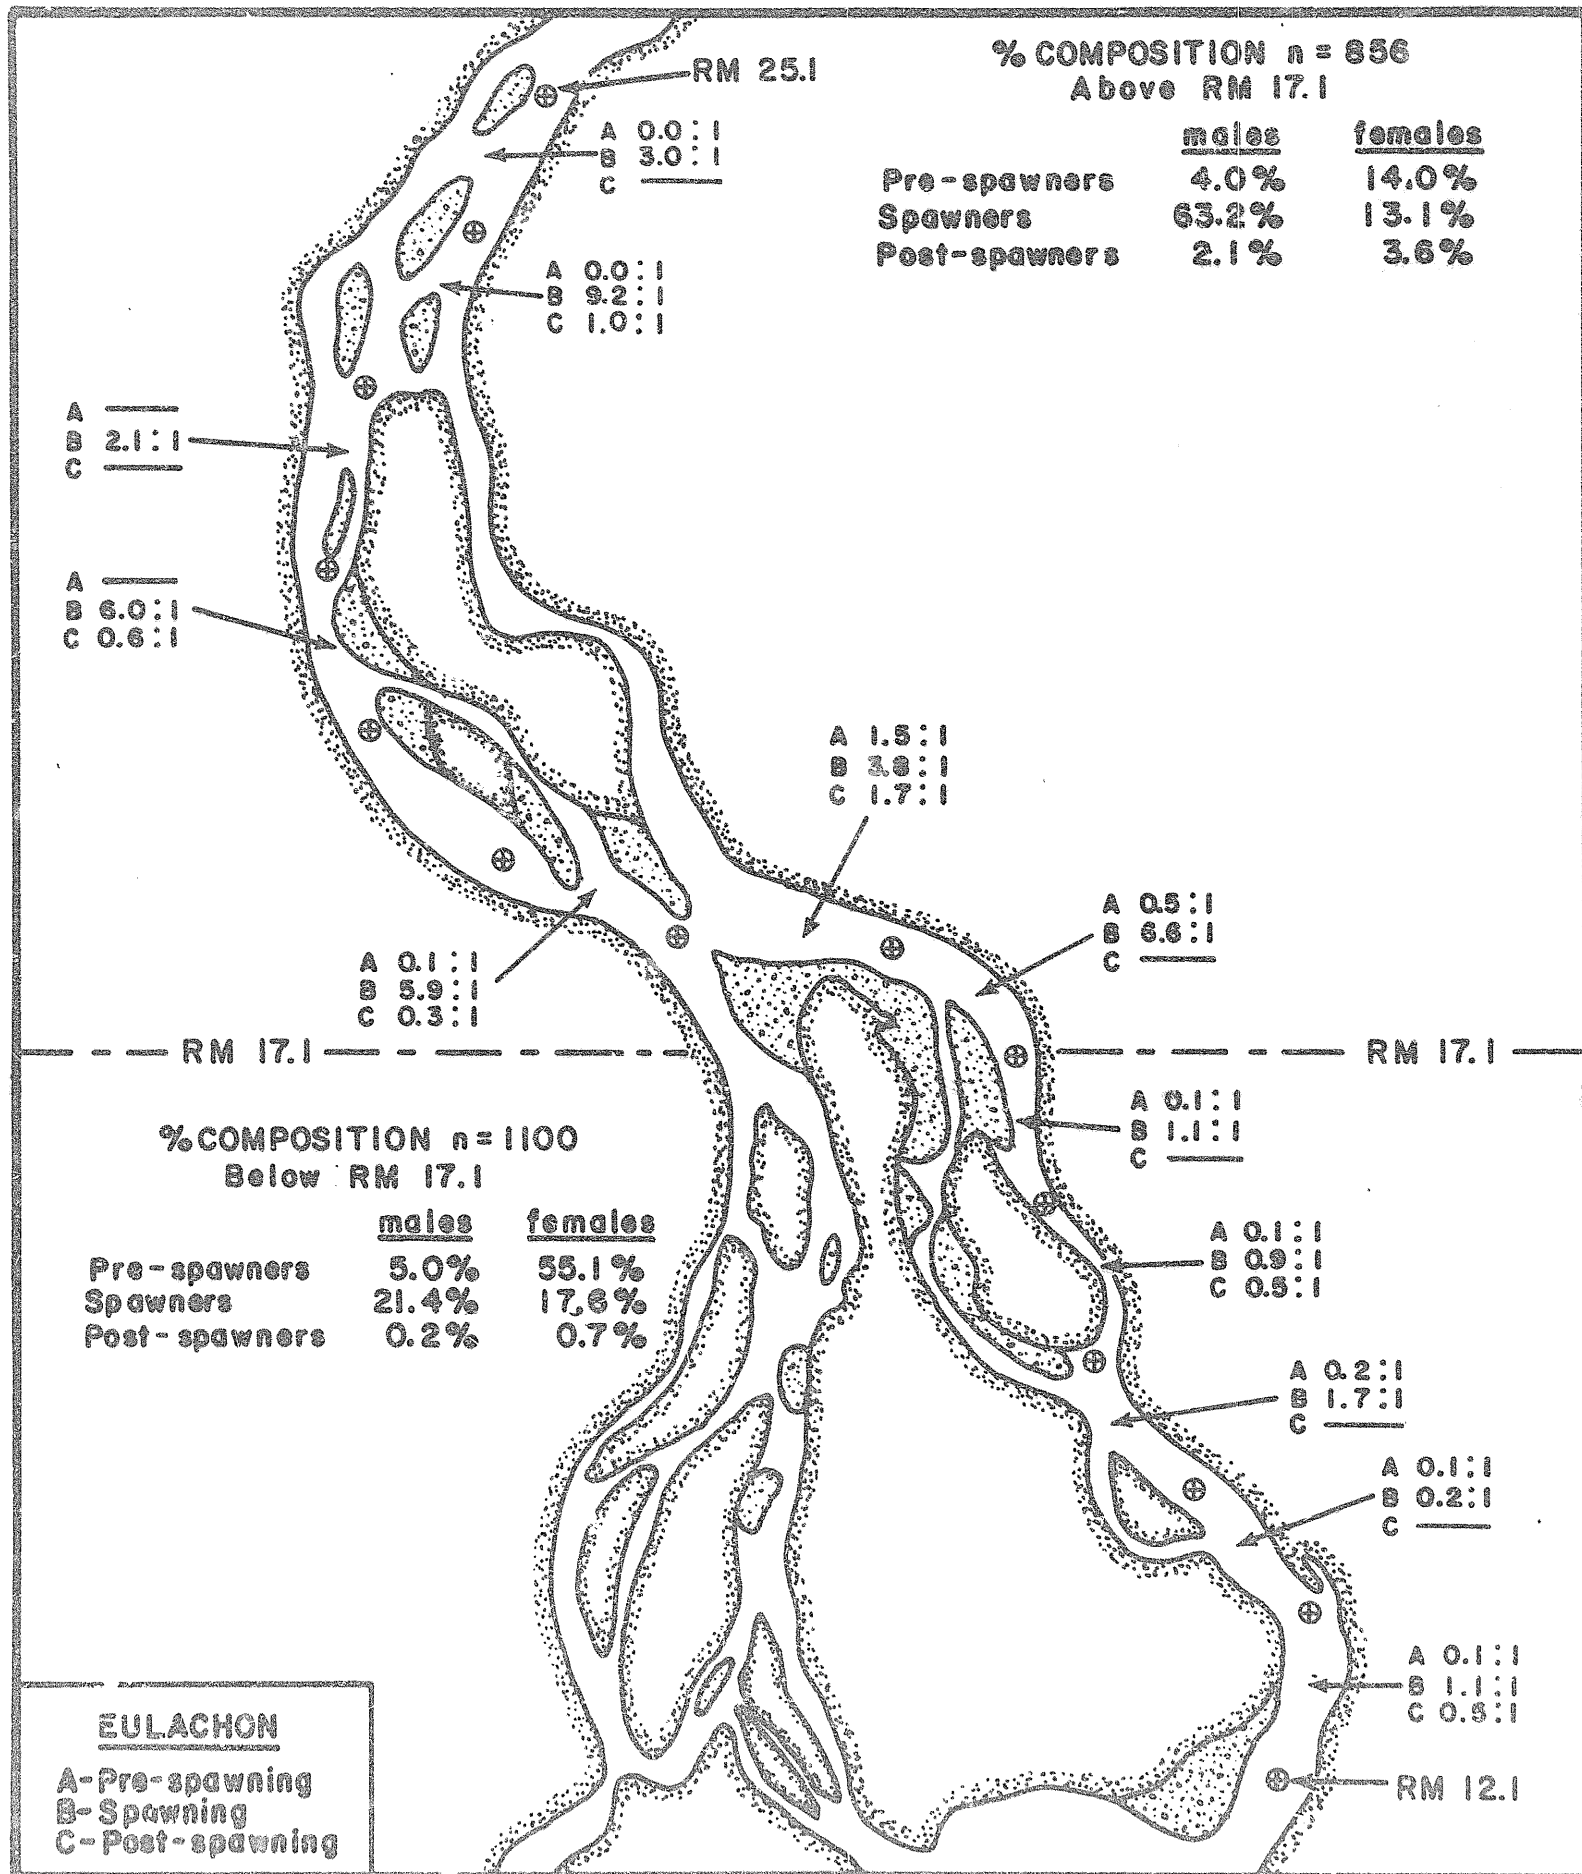 % COMPOSITION n = 856
Above RM 17.1
males females
Pre-spawners 4.0% 14.0%
Spawners 63.2% 13.1%
Post-spawners 2.1% 3.6%
RM 25.1
A 0.0 : 1
B 3.0 : 1
C
A 0.0 : 1
B 9.2 : 1
C 1.0 : 1
A
B 2.1 : 1
C
A
B 6.0 : 1
C 0.6 : 1
A 1.5 : 1
B 3.8 : 1
C 1.7 : 1
A 0.5 : 1
B 6.6 : 1
C
A 0.1 : 1
B 5.9 : 1
C 0.3 : 1
RM 17.1 RM 17.1
A 0.1 : 1
B 1.1 : 1
C
% COMPOSITION n = 1100
Below RM 17.1
males females
Pre-spawners 5.0% 55.1%
Spawners 21.4% 17.6%
Post-spawners 0.2% 0.7%
A 0.1 : 1
B 0.9 : 1
C 0.5 : 1
A 0.2 : 1
B 1.7 : 1
C
A 0.1 : 1
B 0.2 : 1
C
A 0.1 : 1
B 1.1 : 1
C 0.5 : 1
RM 12.1
EULACHON
A-Pre-spawning
B-Spawning
C-Post-spawning